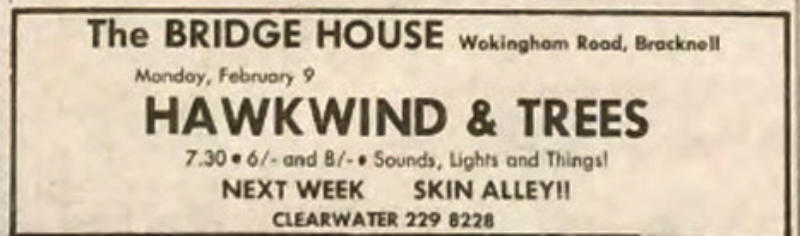 The BRIDGE HOUSE Wokingham Road, Bracknell
Monday, February 9
HAWKWIND & TREES
7.30 • 6/- and 8/- • Sounds, Lights and Things!
NEXT WEEK SKIN ALLEY!!
CLEARWATER 229 8228